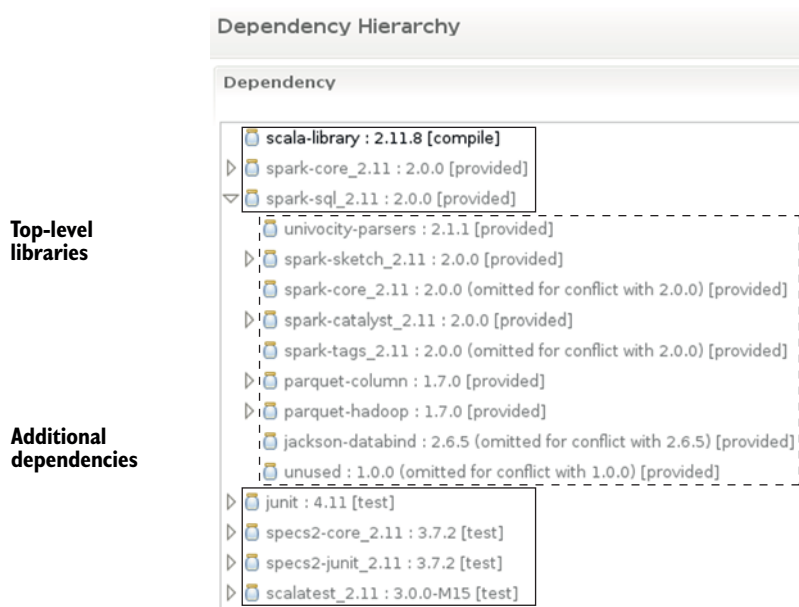 Dependency Hierarchy
Dependency
scala-library : 2.11.8 [compile]
spark-core_2.11 : 2.0.0 [provided]
spark-sql_2.11 : 2.0.0 [provided]
Top-level
libraries
univocity-parsers : 2.1.1 [provided]
spark-sketch_2.11 : 2.0.0 [provided]
spark-core_2.11 : 2.0.0 (omitted for conflict with 2.0.0) [provided]
spark-catalyst_2.11 : 2.0.0 [provided]
spark-tags_2.11 : 2.0.0 (omitted for conflict with 2.0.0) [provided]
parquet-column : 1.7.0 [provided]
parquet-hadoop : 1.7.0 [provided]
Additional
dependencies
jackson-databind : 2.6.5 (omitted for conflict with 2.6.5) [provided]
unused : 1.0.0 (omitted for conflict with 1.0.0) [provided]
junit : 4.11 [test]
specs2-core_2.11 : 3.7.2 [test]
specs2-junit_2.11 : 3.7.2 [test]
scalatest_2.11 : 3.0.0-M15 [test]